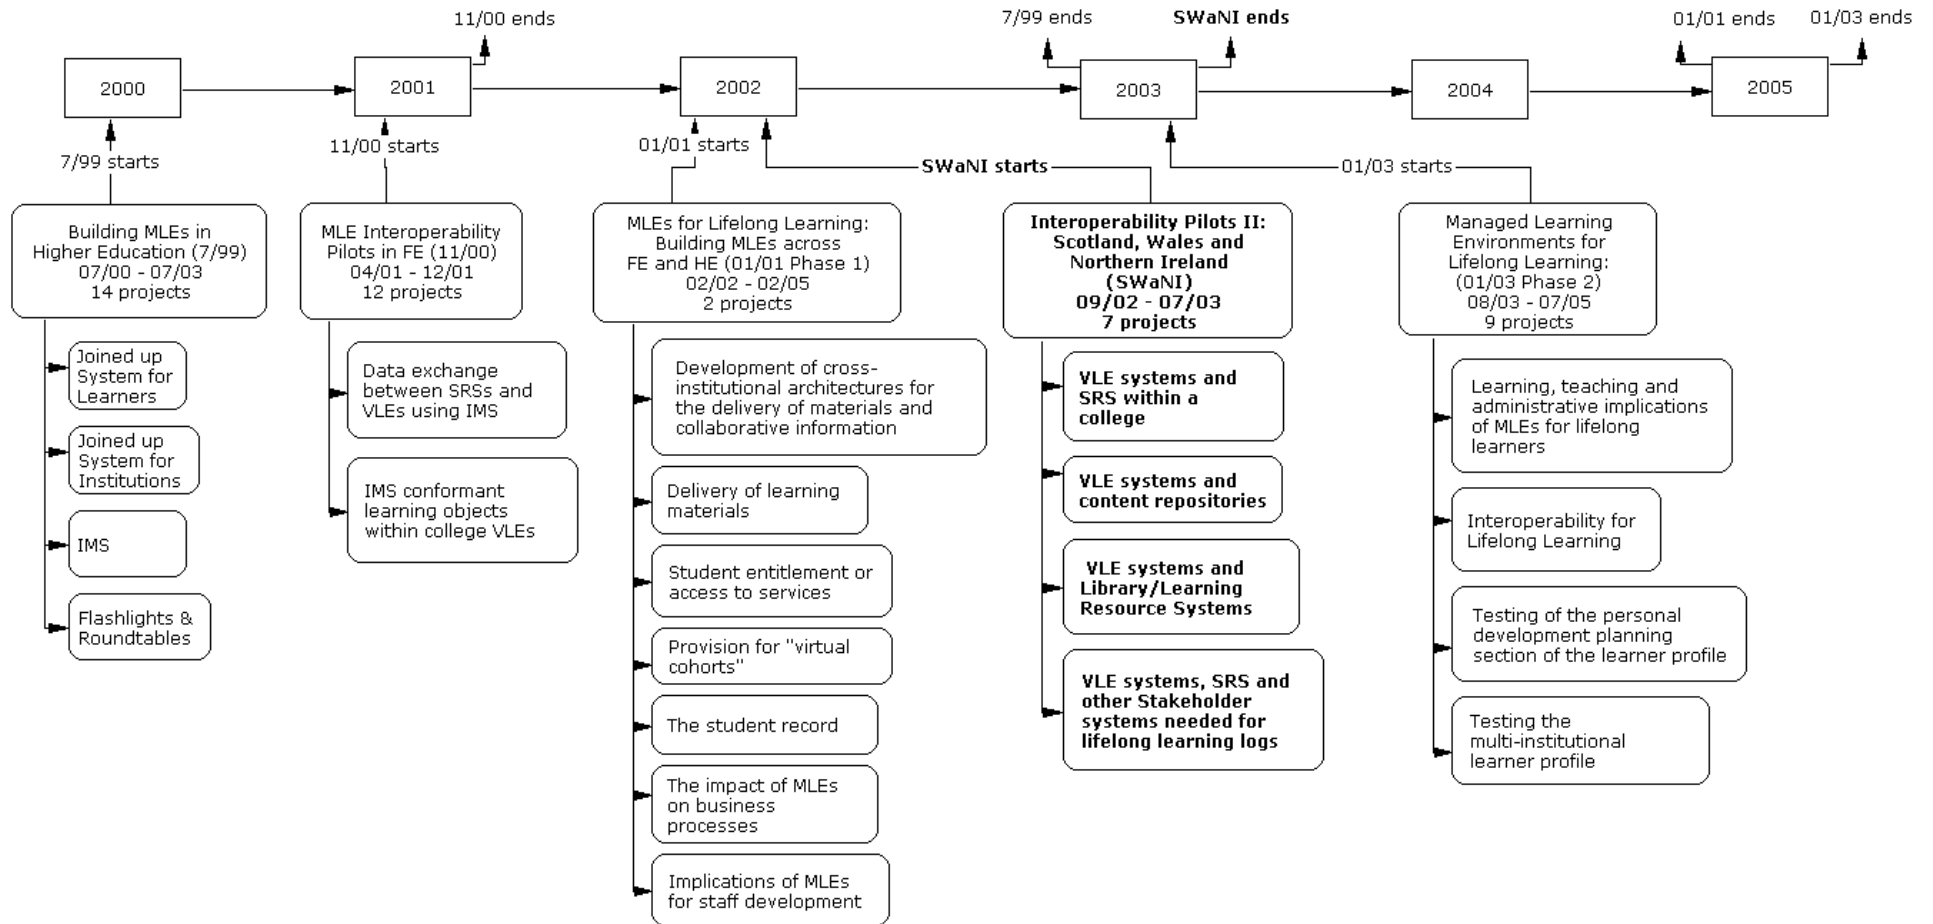 11/00 ends
7/99 ends
SWaNI ends
01/01 ends
01/03 ends
2000
2001
2002
2003
2004
2005
7/99 starts
11/00 starts
01/01 starts
SWaNI starts
01/03 starts
Building MLEs in
Higher Education (7/99)
07/00 - 07/03
14 projects
Joined up
System for
Learners
Joined up
System for
Institutions
IMS
Flashlights &
Roundtables
MLE Interoperability
Pilots in FE (11/00)
04/01 - 12/01
12 projects
Data exchange
between SRSs and
VLEs using IMS
IMS conformant
learning objects
within college VLEs
MLEs for Lifelong Learning:
Building MLEs across
FE and HE (01/01 Phase 1)
02/02 - 02/05
2 projects
Development of cross-
institutional architectures for
the delivery of materials and
collaborative information
Delivery of learning
materials
Student entitlement or
access to services
Provision for "virtual
cohorts"
The student record
The impact of MLEs
on business
processes
Implications of MLEs
for staff development
Interoperability Pilots II:
Scotland, Wales and
Northern Ireland
(SWaNI)
09/02 - 07/03
7 projects
VLE systems and
SRS within a
college
VLE systems and
content repositories
VLE systems and
Library/Learning
Resource Systems
VLE systems, SRS and
other Stakeholder
systems needed for
lifelong learning logs
Managed Learning
Environments for
Lifelong Learning:
(01/03 Phase 2)
08/03 - 07/05
9 projects
Learning, teaching and
administrative implications
of MLEs for lifelong
learners
Interoperability for
Lifelong Learning
Testing of the personal
development planning
section of the learner profile
Testing the
multi-institutional
learner profile